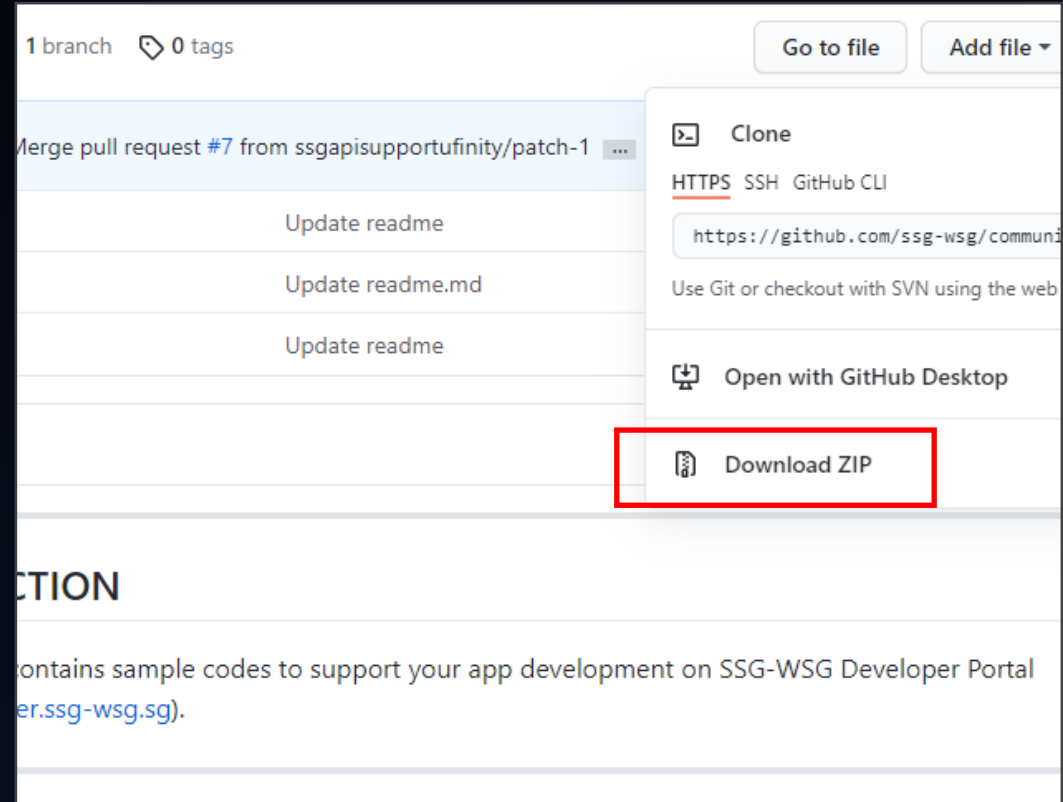 1 branch 0 tags
Go to file
Add file
Merge pull request #7 from ssgapisupportufinity/patch-1 ...
Update readme
Update readme.md
Update readme
Clone
HTTPS SSH GitHub CLI
https://github.com/ssg-wsg/communi
Use Git or checkout with SVN using the web
Open with GitHub Desktop
Download ZIP
CTION
contains sample codes to support your app development on SSG-WSG Developer Portal
er.ssg-wsg.sg).